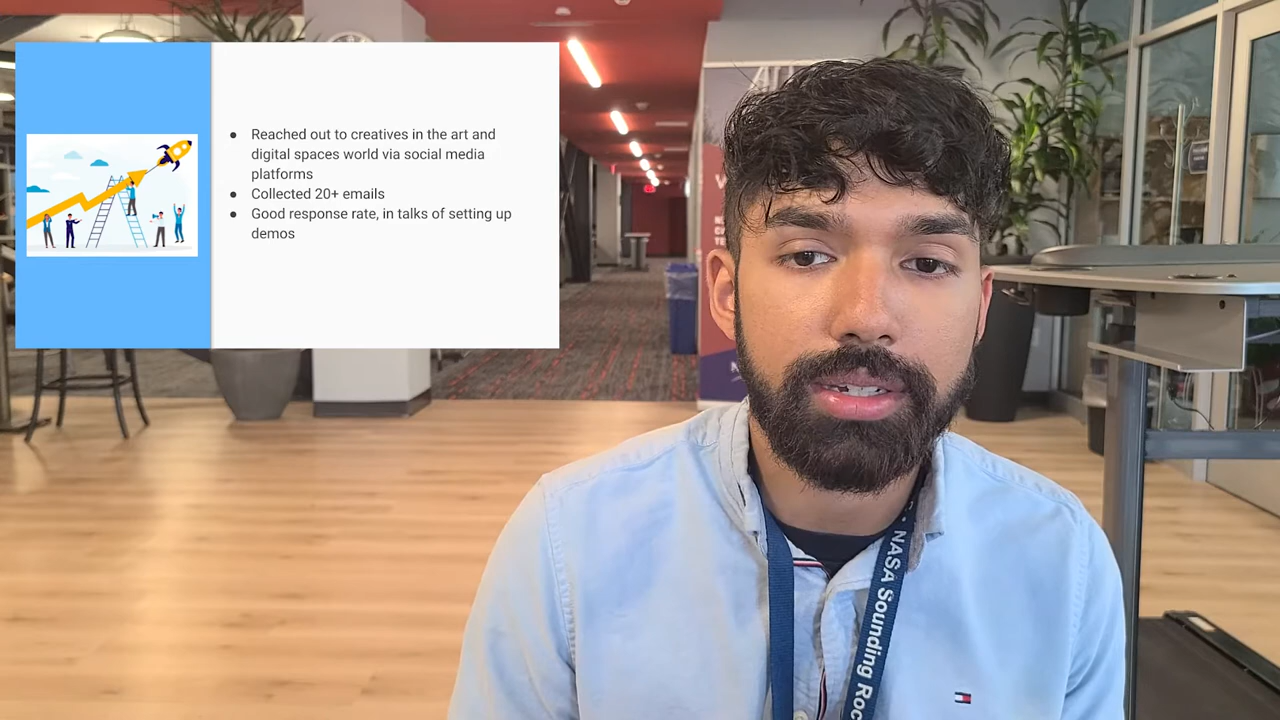 ● Reached out to creatives in the art and
digital spaces world via social media
platforms
● Collected 20+ emails
● Good response rate, in talks of setting up
demos
NASA Sounding Roc